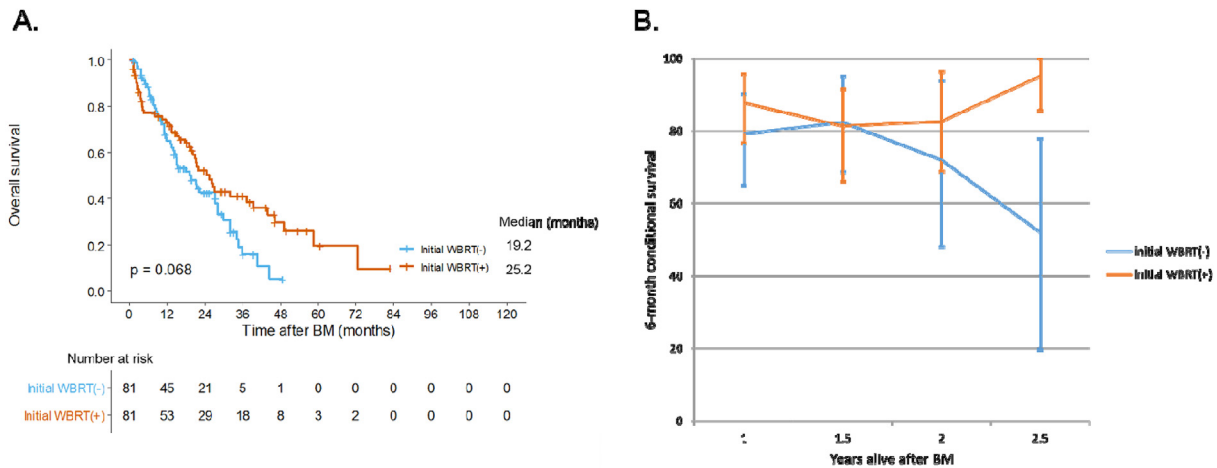 A.
1.0
0.8
0.6
0.4
0.2
0.0
Overall survival
Median (months)
Initial WBRT(-) 19.2
Initial WBRT(+) 25.2
p = 0.068
0 12 24 36 48 60 72 84 96 108 120
Time after BM (months)
Number at risk
Initial WBRT(-) 81 45 21 5 1 0 0 0 0 0 0
Initial WBRT(+) 81 53 29 18 8 3 2 0 0 0 0
B.
100
80
60
40
20
0
6-month conditional survival
initial WBRT(-)
initial WBRT(+)
1 1.5 2 2.5
Years alive after BM